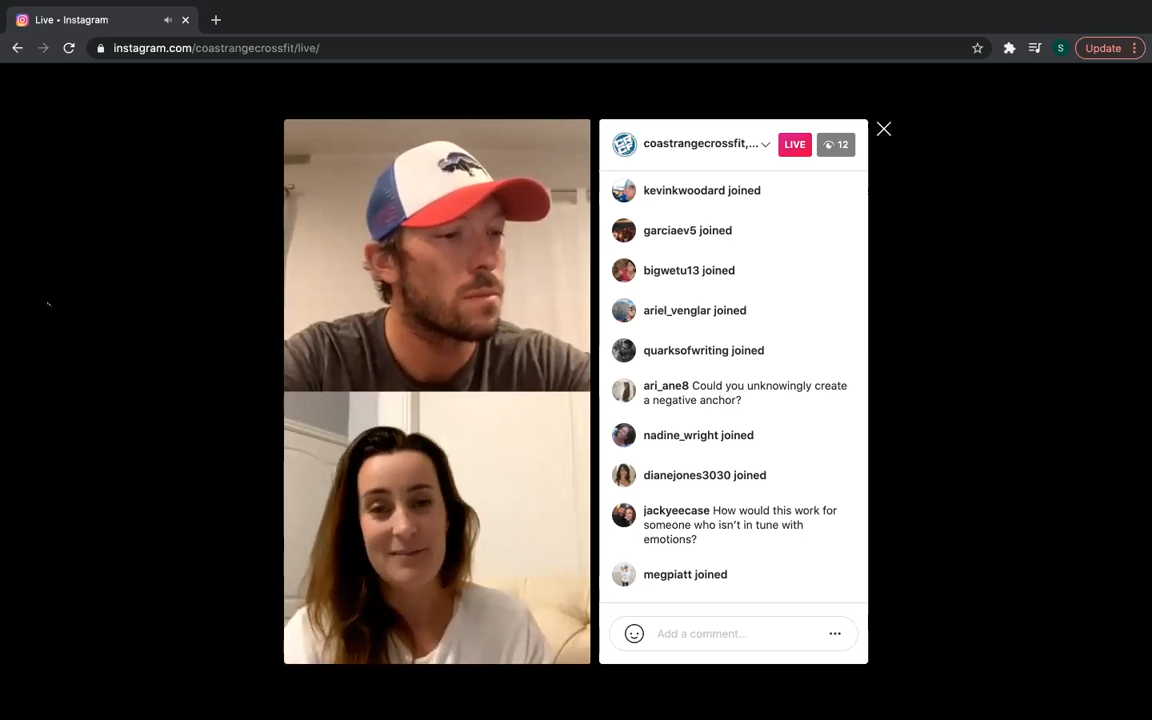 Live • Instagram
instagram.com/coastrangecrossfit/live/
S
Update
coastrangecrossfit,...
LIVE
12
kevinkwoodard joined
garciaev5 joined
bigwetu13 joined
ariel_venglar joined
quarksofwriting joined
ari_ane8 Could you unknowingly create
a negative anchor?
nadine_wright joined
dianejones3030 joined
jackyeecase How would this work for
someone who isn't in tune with
emotions?
megpiatt joined
Add a comment...